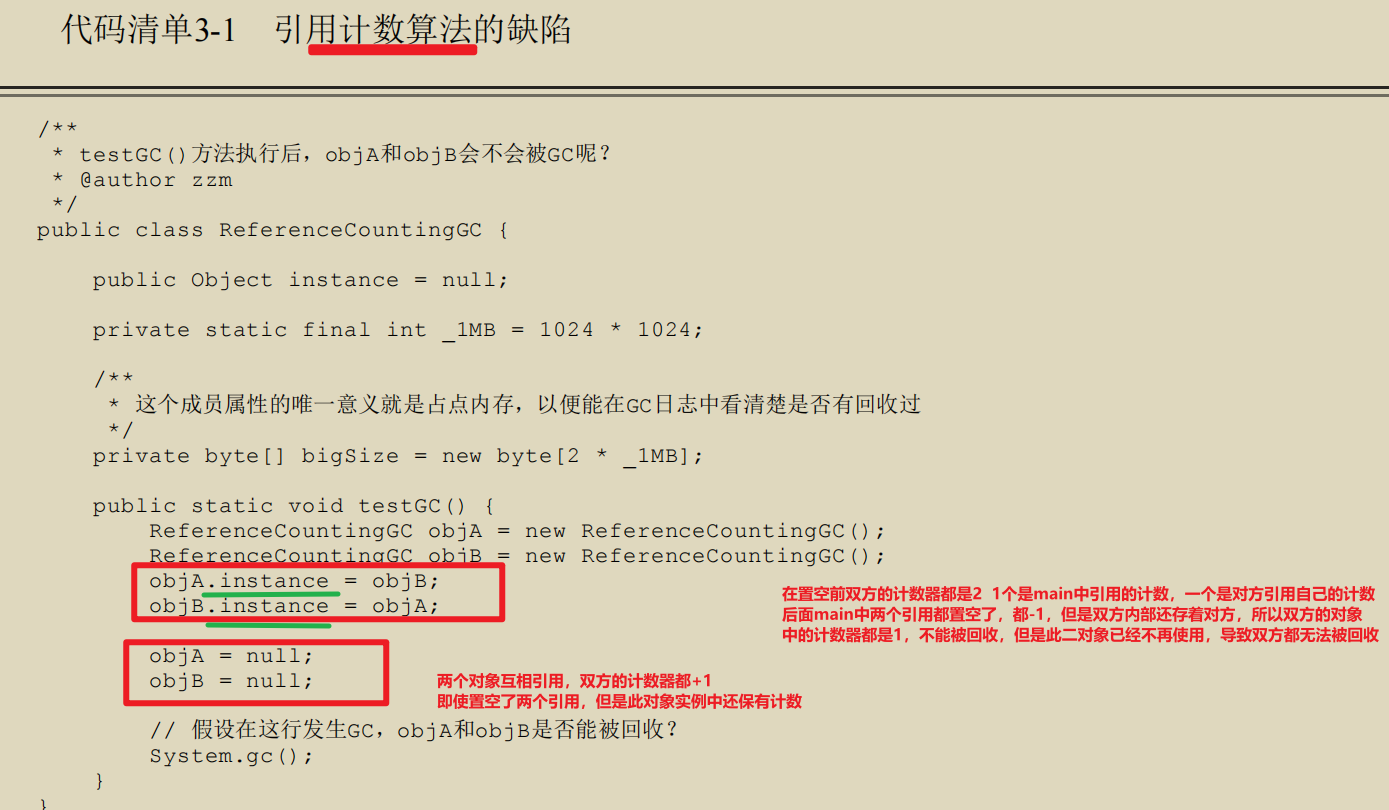 代码清单3-1 引用计数算法的缺陷
/**
* testGC()方法执行后，objA和objB会不会被GC呢？
* @author zzm
*/
public class ReferenceCountingGC {
public Object instance = null;
private static final int _1MB = 1024 * 1024;
/**
* 这个成员属性的唯一意义就是占点内存，以便能在GC日志中看清楚是否有回收过
*/
private byte[] bigSize = new byte[2 * _1MB];
public static void testGC() {
ReferenceCountingGC objA = new ReferenceCountingGC();
ReferenceCountingGC objB = new ReferenceCountingGC();
objA.instance = objB;
objB.instance = objA;
在置空前双方的计数器都是2 1个是main中引用的计数，一个是对方引用自己的计数
后面main中两个引用都置空了，都-1，但是双方内部还存着对方，所以双方的对象
中的计数器都是1，不能被回收，但是此二对象已经不再使用，导致双方都无法被回收
objA = null;
objB = null;
两个对象互相引用，双方的计数器都+1
即使置空了两个引用，但是此对象实例中还保有计数
// 假设在这行发生GC，objA和objB是否能被回收？
System.gc();
}
}